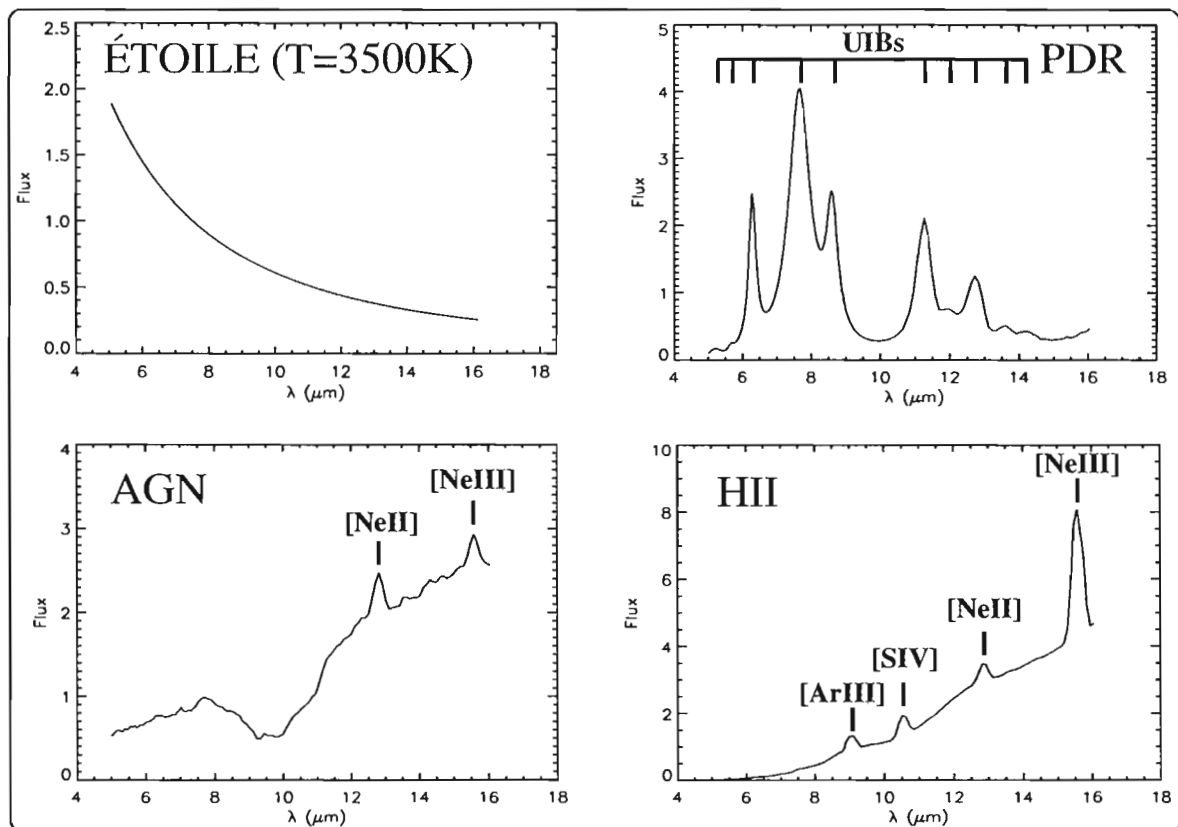 ÉTOILE (T=3500K)
2.5
2.0
1.5
1.0
0.5
0.0
Flux
4 6 8 10 12 14 16 18
λ (μm)
UIBs
PDR
5
4
3
2
1
0
Flux
4 6 8 10 12 14 16 18
λ (μm)
AGN
[NeII]
[NeIII]
4
3
2
1
0
Flux
4 6 8 10 12 14 16 18
λ (μm)
HII
[ArIII]
[SIV]
[NeII]
[NeIII]
10
8
6
4
2
0
Flux
4 6 8 10 12 14 16 18
λ (μm)